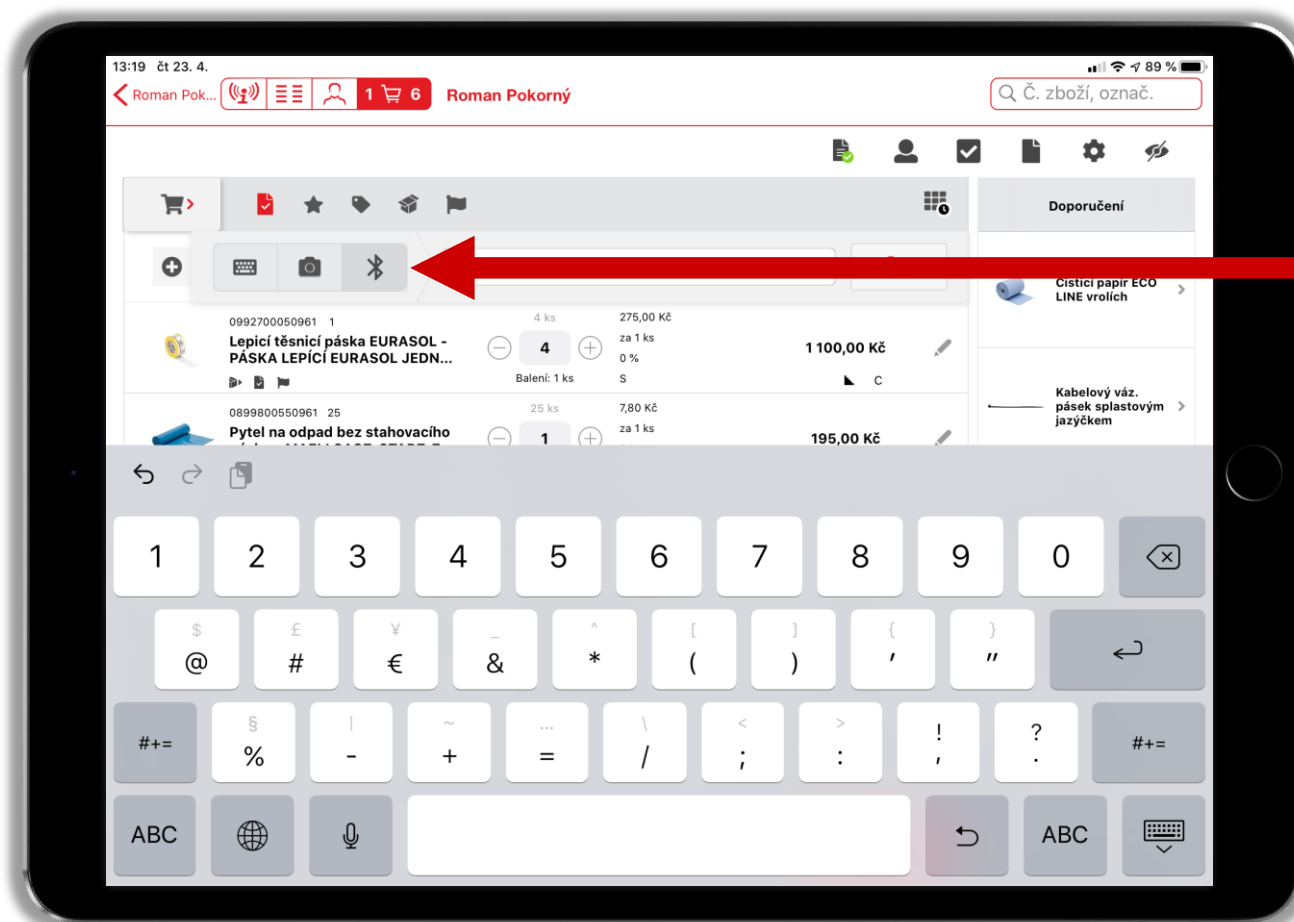 13:19 čt 23. 4.
89 %
Roman Pok...
1 6
Roman Pokorný
Č. zboží, označ.
Doporučení
Čisticí papír ECO
LINE vrolích
0992700050961 1
Lepicí těsnicí páska EURASOL -
PÁSKA LEPÍCÍ EURASOL JEDN...
4 ks
4
Balení: 1 ks
275,00 Kč
za 1 ks
0 %
S
1 100,00 Kč
C
Kabelový váz.
pásek splastovým
jazýčkem
0899800550961 25
Pytel na odpad bez stahovacího
25 ks
1
7,80 Kč
za 1 ks
195,00 Kč
1 2 3 4 5 6 7 8 9 0
$ £ ¥ _ ^ [ ] { }
@ # € & * ( ) ' "
§ | ~ ... \ < > ! ?
#+= % - + = / ; : , . #+=
ABC ABC